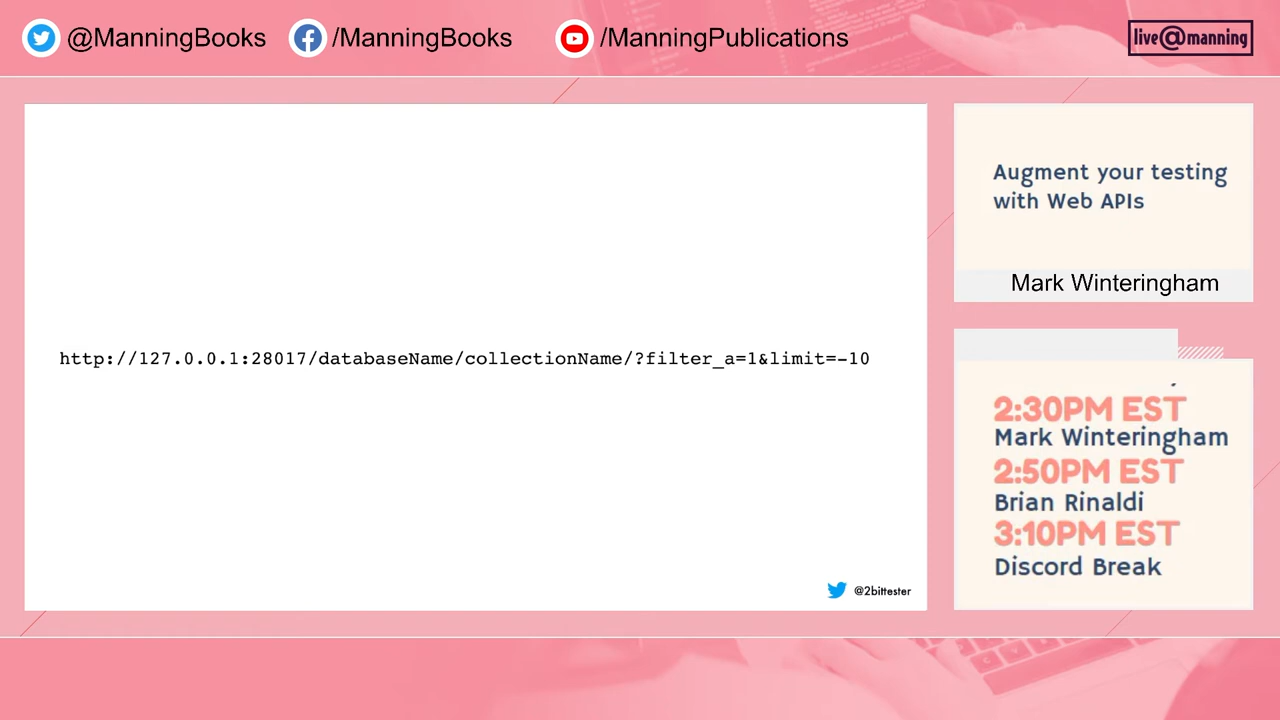 @ManningBooks
/ManningBooks
/ManningPublications
live@manning
Augment your testing
with Web APIs
Mark Winteringham
http://127.0.0.1:28017/databaseName/collectionName/?filter_a=1&limit=-10
2:30PM EST
Mark Winteringham
2:50PM EST
Brian Rinaldi
3:10PM EST
Discord Break
@2bittester